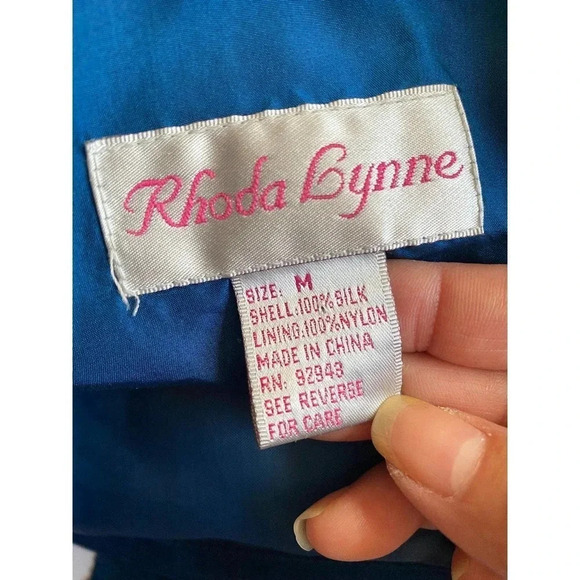 Rhoda Lynne
SIZE: M
SHELL:100%SILK
LINING:100%NYLON
MADE IN CHINA
RN: 92943
SEE REVERSE
FOR CARE